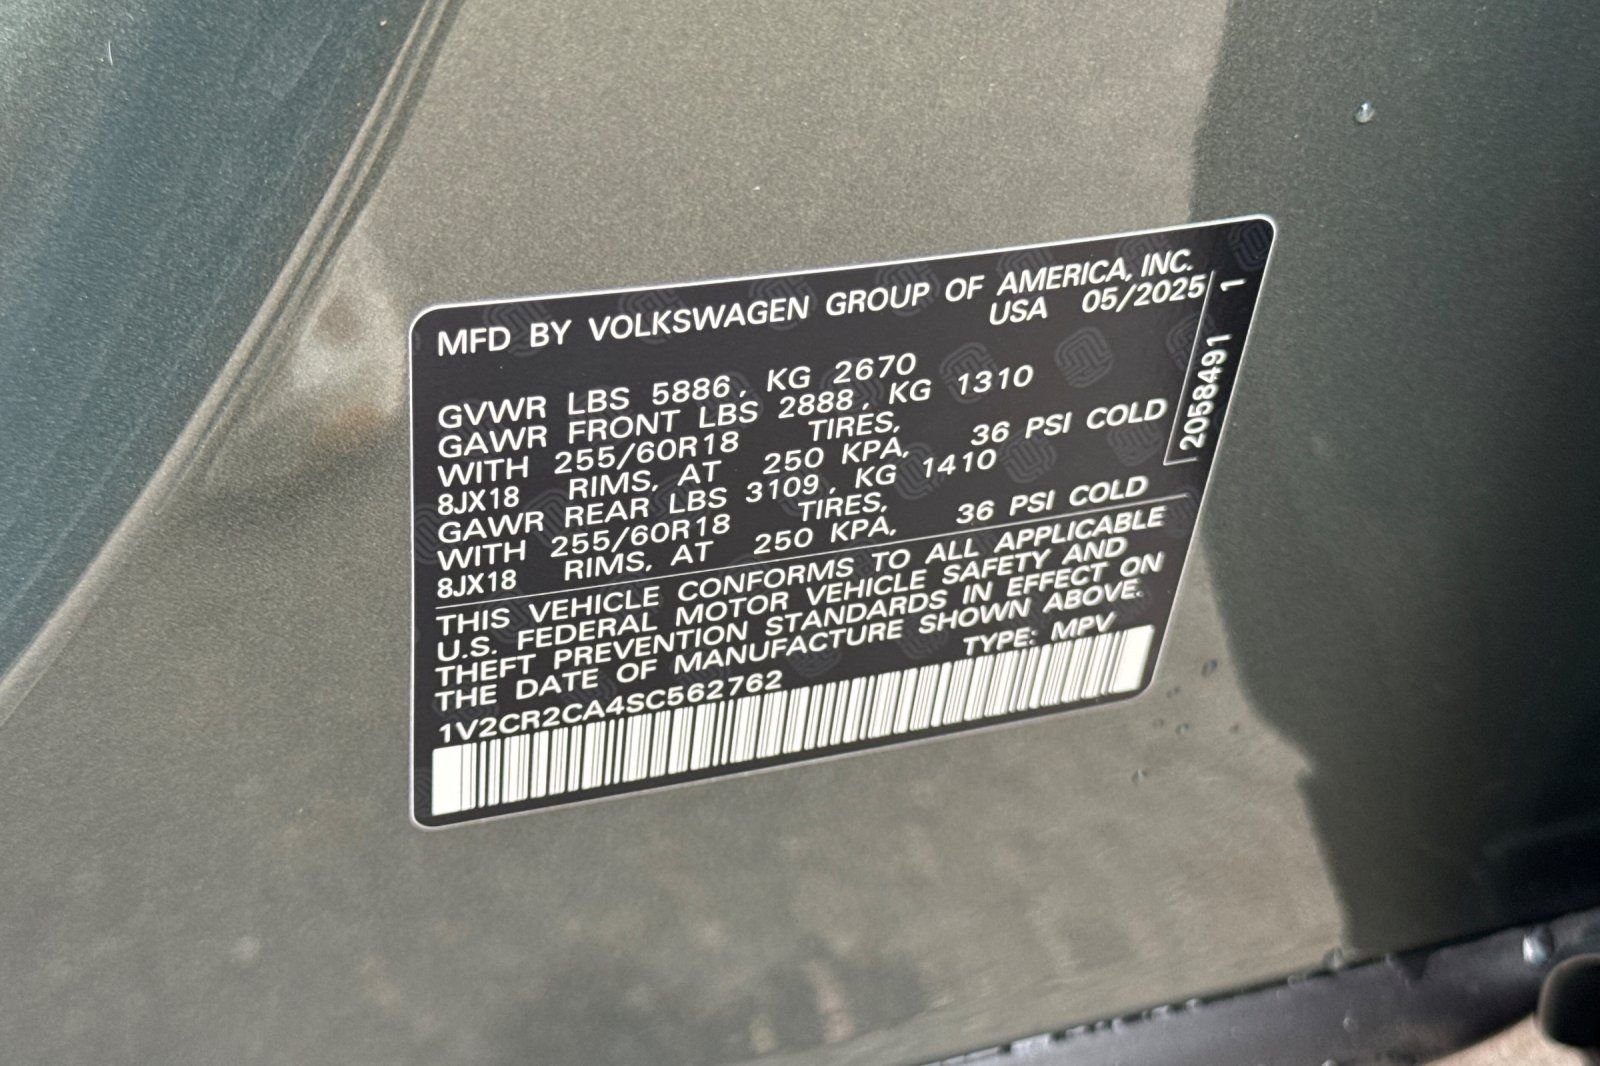 MFD BY VOLKSWAGEN GROUP OF AMERICA, INC.
USA 05/2025
GVWR LBS 5886, KG 2670
GAWR FRONT LBS 2888, KG 1310
WITH 255/60R18 TIRES,
8JX18 RIMS, AT 250 KPA, 36 PSI COLD
GAWR REAR LBS 3109, KG 1410
WITH 255/60R18 TIRES,
8JX18 RIMS, AT 250 KPA, 36 PSI COLD
THIS VEHICLE CONFORMS TO ALL APPLICABLE
U.S. FEDERAL MOTOR VEHICLE SAFETY AND
THEFT PREVENTION STANDARDS IN EFFECT ON
THE DATE OF MANUFACTURE SHOWN ABOVE.
1V2CR2CA4SC562762 TYPE: MPV
2058491 1